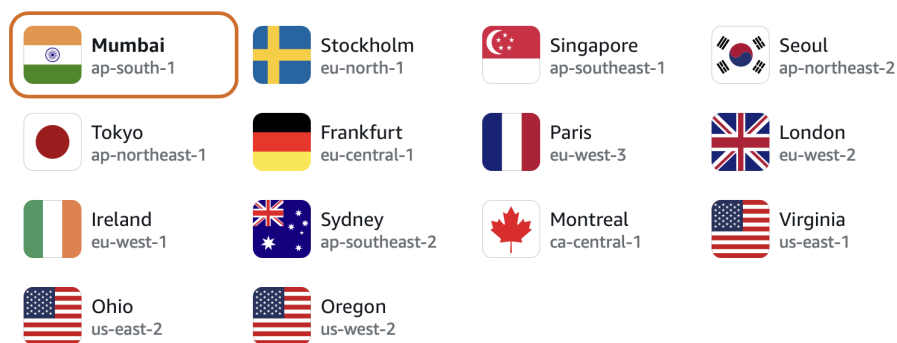 Mumbai
ap-south-1
Stockholm
eu-north-1
Singapore
ap-southeast-1
Seoul
ap-northeast-2
Tokyo
ap-northeast-1
Frankfurt
eu-central-1
Paris
eu-west-3
London
eu-west-2
Ireland
eu-west-1
Sydney
ap-southeast-2
Montreal
ca-central-1
Virginia
us-east-1
Ohio
us-east-2
Oregon
us-west-2